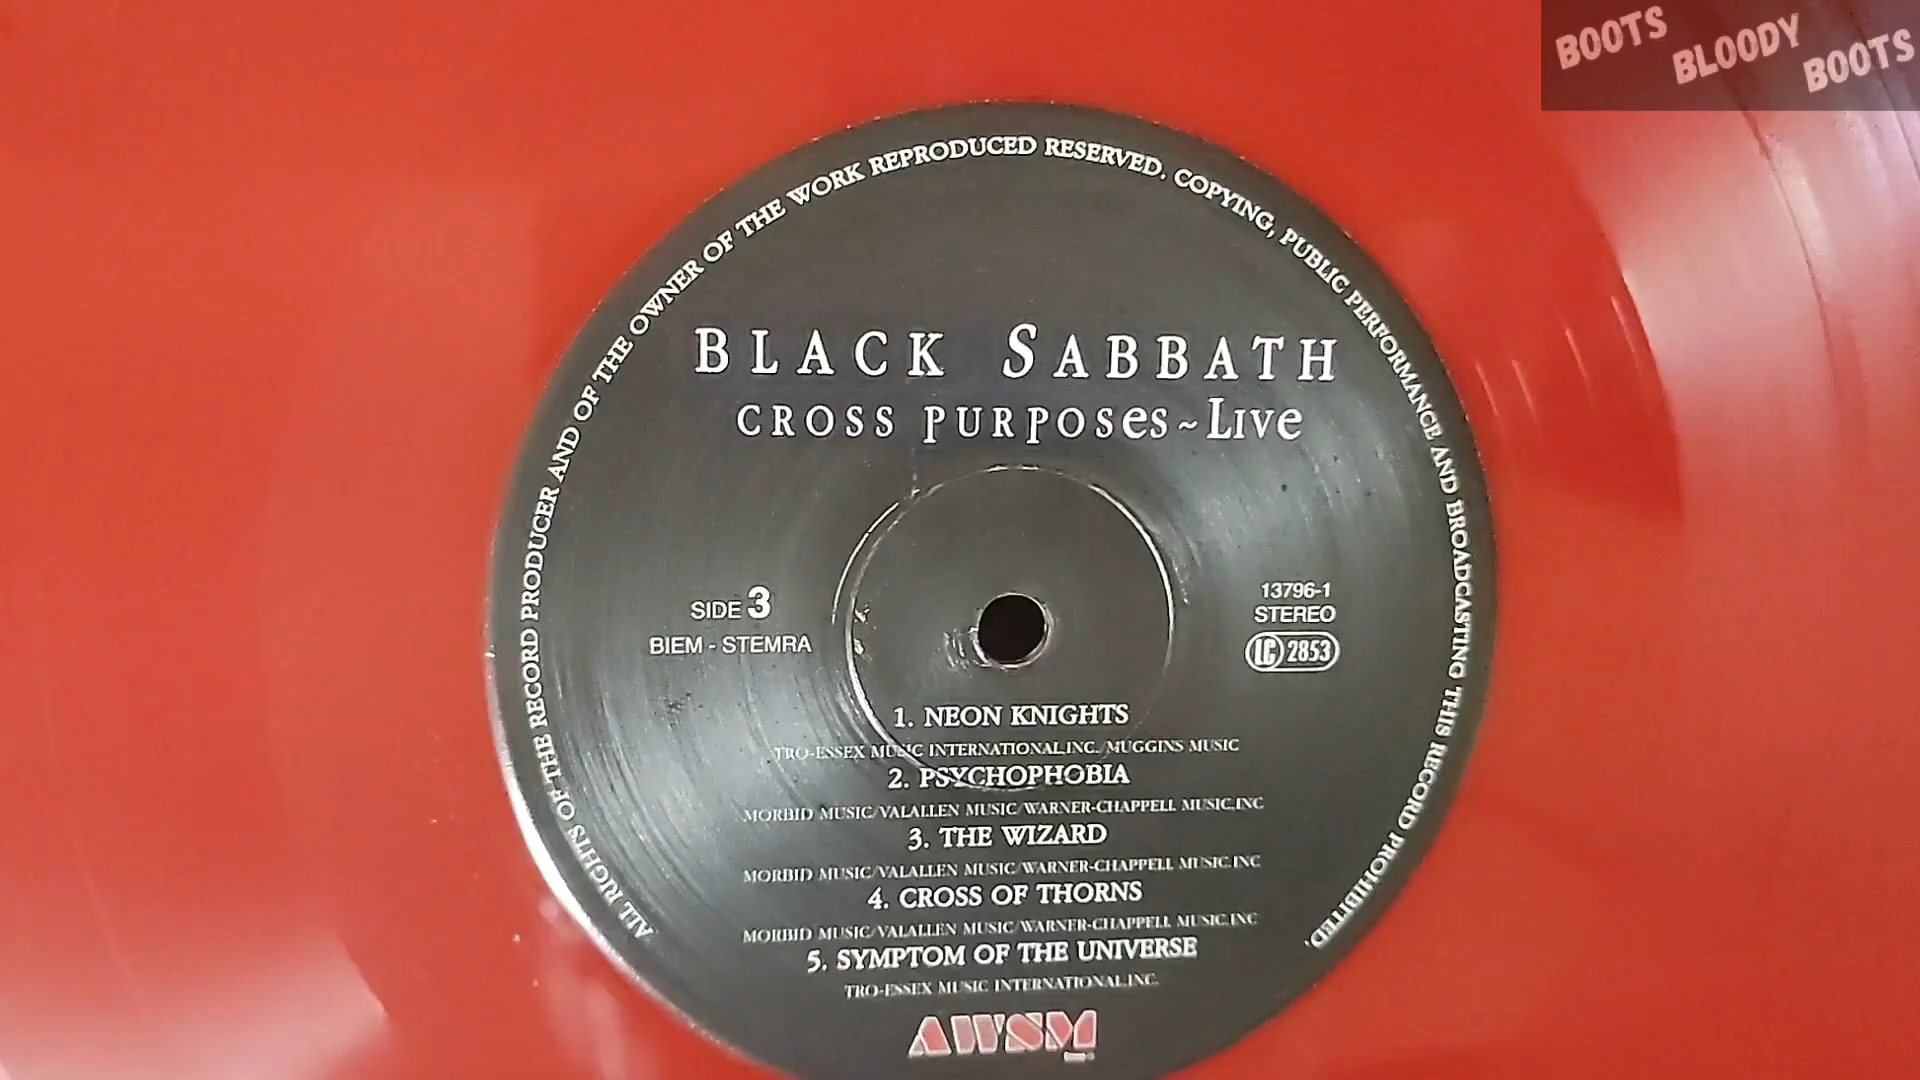 BOOTS BLOODY BOOTS
ALL RIGHTS OF THE RECORD PRODUCER AND OF THE OWNER OF THE WORK REPRODUCED RESERVED. COPYING, PUBLIC PERFORMANCE AND BROADCASTING THIS RECORD PROHIBITED.
BLACK SABBATH
CROSS PURPOSes~LIve
SIDE 3
BIEM - STEMRA
13796-1
STEREO
LC 2853
1. NEON KNIGHTS
TRO-ESSEX MUSIC INTERNATIONAL,INC./MUGGINS MUSIC
2. PSYCHOPHOBIA
MORBID MUSIC/VALALLEN MUSIC/WARNER-CHAPPELL MUSIC,INC
3. THE WIZARD
MORBID MUSIC/VALALLEN MUSIC/WARNER-CHAPPELL MUSIC,INC
4. CROSS OF THORNS
MORBID MUSIC/VALALLEN MUSIC/WARNER-CHAPPELL MUSIC,INC
5. SYMPTOM OF THE UNIVERSE
TRO-ESSEX MUSIC INTERNATIONAL,INC.
AWSM